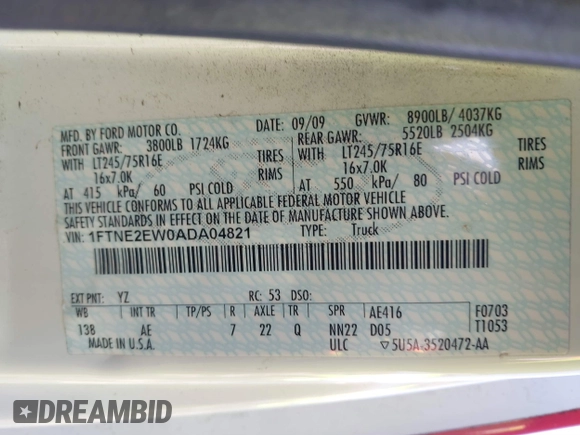 MFD. BY FORD MOTOR CO.
DATE: 09/09 GVWR: 8900LB/ 4037KG
FRONT GAWR: 3800LB 1724KG REAR GAWR: 5520LB 2504KG
WITH LT245/75R16E TIRES WITH LT245/75R16E TIRES
16x7.0K RIMS 16x7.0K RIMS
AT 415 kPa/ 60 PSI COLD AT 550 kPa/ 80 PSI COLD
THIS VEHICLE CONFORMS TO ALL APPLICABLE FEDERAL MOTOR VEHICLE
SAFETY STANDARDS IN EFFECT ON THE DATE OF MANUFACTURE SHOWN ABOVE.
VIN: 1FTNE2EW0ADA04821 TYPE: Truck
EXT PNT: YZ RC: 53 DSO:
WB INT TR TP/PS R AXLE TR SPR AE416 F0703
138 AE 7 22 Q NN22 D05 T1053
MADE IN U.S.A. ULC ▽5U5A-3520472-AA
DREAMBID